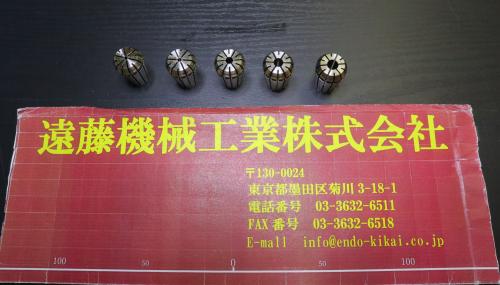 遠藤機械工業株式会社
〒130-0024
東京都墨田区菊川3-18-1
電話番号 03-3632-6511
FAX番号 03-3632-6518
E-mail info@endo-kikai.co.jp
100 50 0 50 100